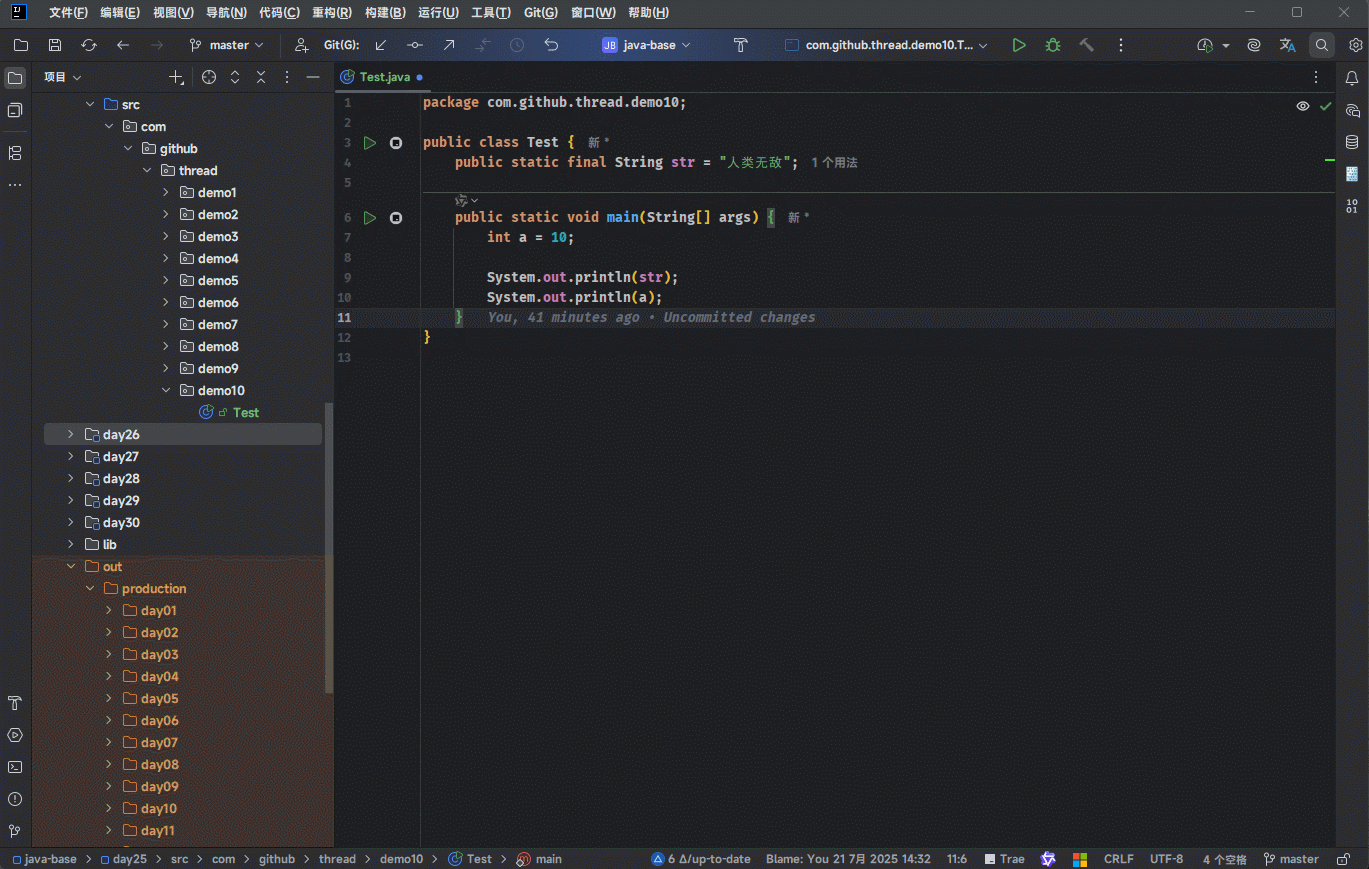 文件(F) 编辑(E) 视图(V) 导航(N) 代码(C) 重构(R) 构建(B) 运行(U) 工具(T) Git(G) 窗口(W) 帮助(H)
master Git(G): JB java-base com.github.thread.demo10.T...
项目
Test.java
src
com
github
thread
demo1
demo2
demo3
demo4
demo5
demo6
demo7
demo8
demo9
demo10
Test
day26
day27
day28
day29
day30
lib
out
production
day01
day02
day03
day04
day05
day06
day07
day08
day09
day10
day11
1 package com.github.thread.demo10;
2
3 public class Test { 新 *
4 public static final String str = "人类无敌"; 1 个用法
5
6 public static void main(String[] args) { 新 *
7 int a = 10;
8
9 System.out.println(str);
10 System.out.println(a);
11 } You, 41 minutes ago • Uncommitted changes
12 }
13
java-base > day25 > src > com > github > thread > demo10 > Test > main
6 Δ/up-to-date Blame: You 21 7月 2025 14:32 11:6 Trae CRLF UTF-8 4 个空格 master